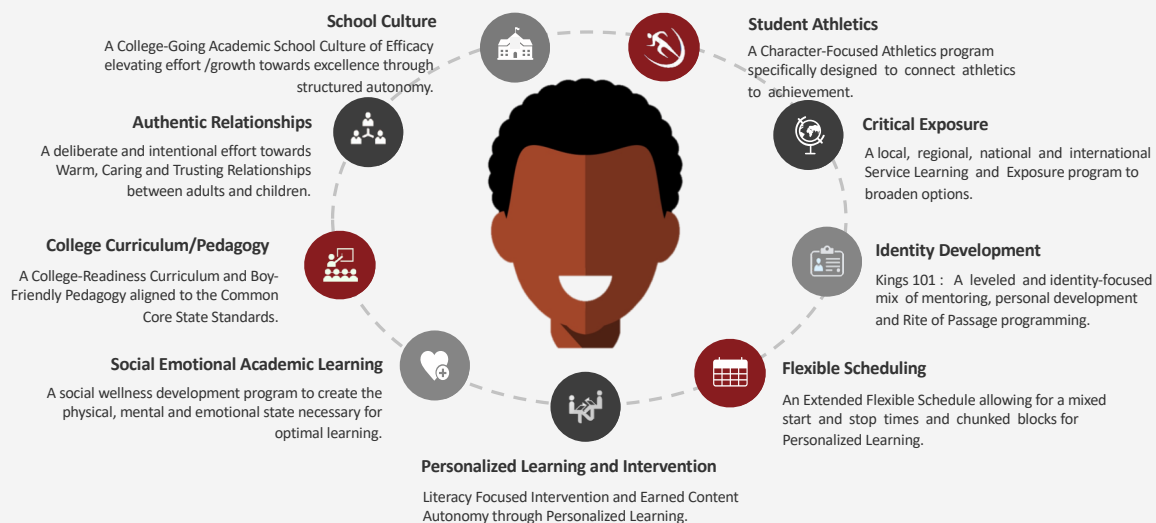 School Culture
A College-Going Academic School Culture of Efficacy
elevating effort /growth towards excellence through
structured autonomy.
Student Athletics
A Character-Focused Athletics program
specifically designed to connect athletics
to achievement.
Authentic Relationships
A deliberate and intentional effort towards
Warm, Caring and Trusting Relationships
between adults and children.
Critical Exposure
A local, regional, national and international
Service Learning and Exposure program to
broaden options.
College Curriculum/Pedagogy
A College-Readiness Curriculum and Boy-
Friendly Pedagogy aligned to the Common
Core State Standards.
Identity Development
Kings 101 : A leveled and identity-focused
mix of mentoring, personal development
and Rite of Passage programming.
Social Emotional Academic Learning
A social wellness development program to create the
physical, mental and emotional state necessary for
optimal learning.
Flexible Scheduling
An Extended Flexible Schedule allowing for a mixed
start and stop times and chunked blocks for
Personalized Learning.
Personalized Learning and Intervention
Literacy Focused Intervention and Earned Content
Autonomy through Personalized Learning.